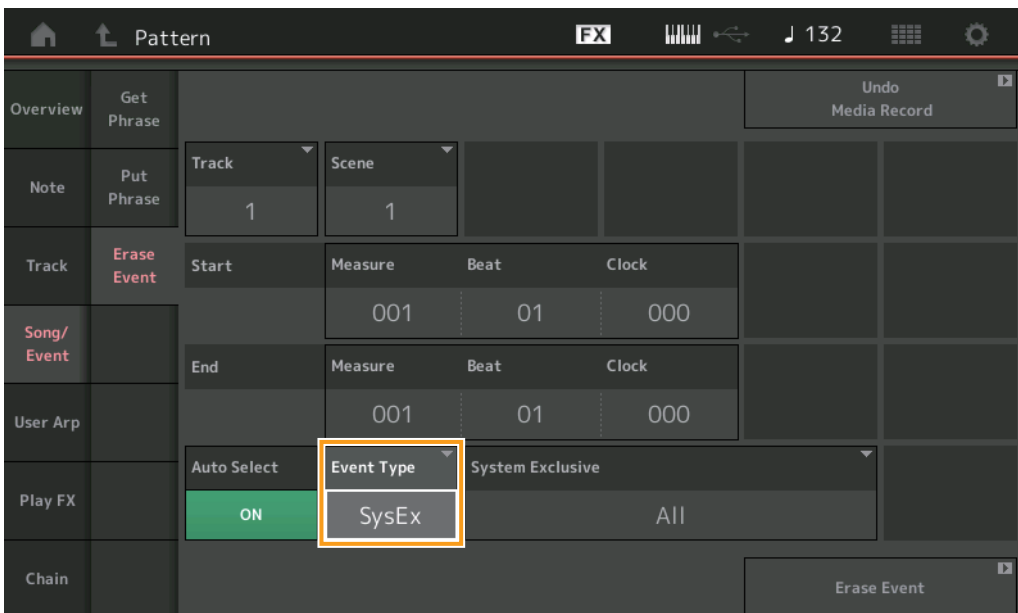 Pattern
FX
♩ 132
Overview
Get
Phrase
Undo
Media Record
Note
Put
Phrase
Track
Scene
1
1
Track
Erase
Event
Start
Measure
Beat
Clock
001
01
000
Song/
Event
End
Measure
Beat
Clock
001
01
000
User Arp
Auto Select
Event Type
System Exclusive
ON
SysEx
All
Play FX
Chain
Erase Event